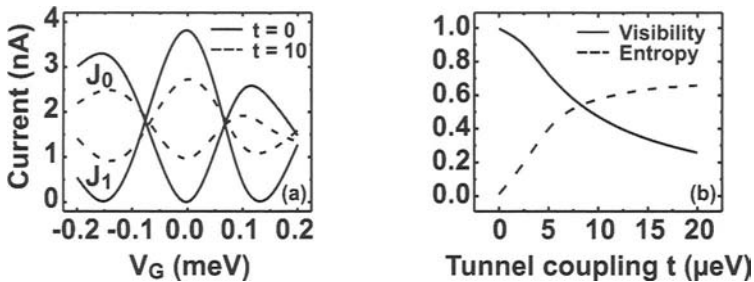 4
3
2
1
0
Current (nA)
J0
J1
t = 0
t = 10
(a)
-0.2
-0.1
0.0
0.1
0.2
VG (meV)
1.0
0.8
0.6
0.4
0.2
0.0
Visibility
Entropy
(b)
0
5
10
15
20
Tunnel coupling t (µeV)